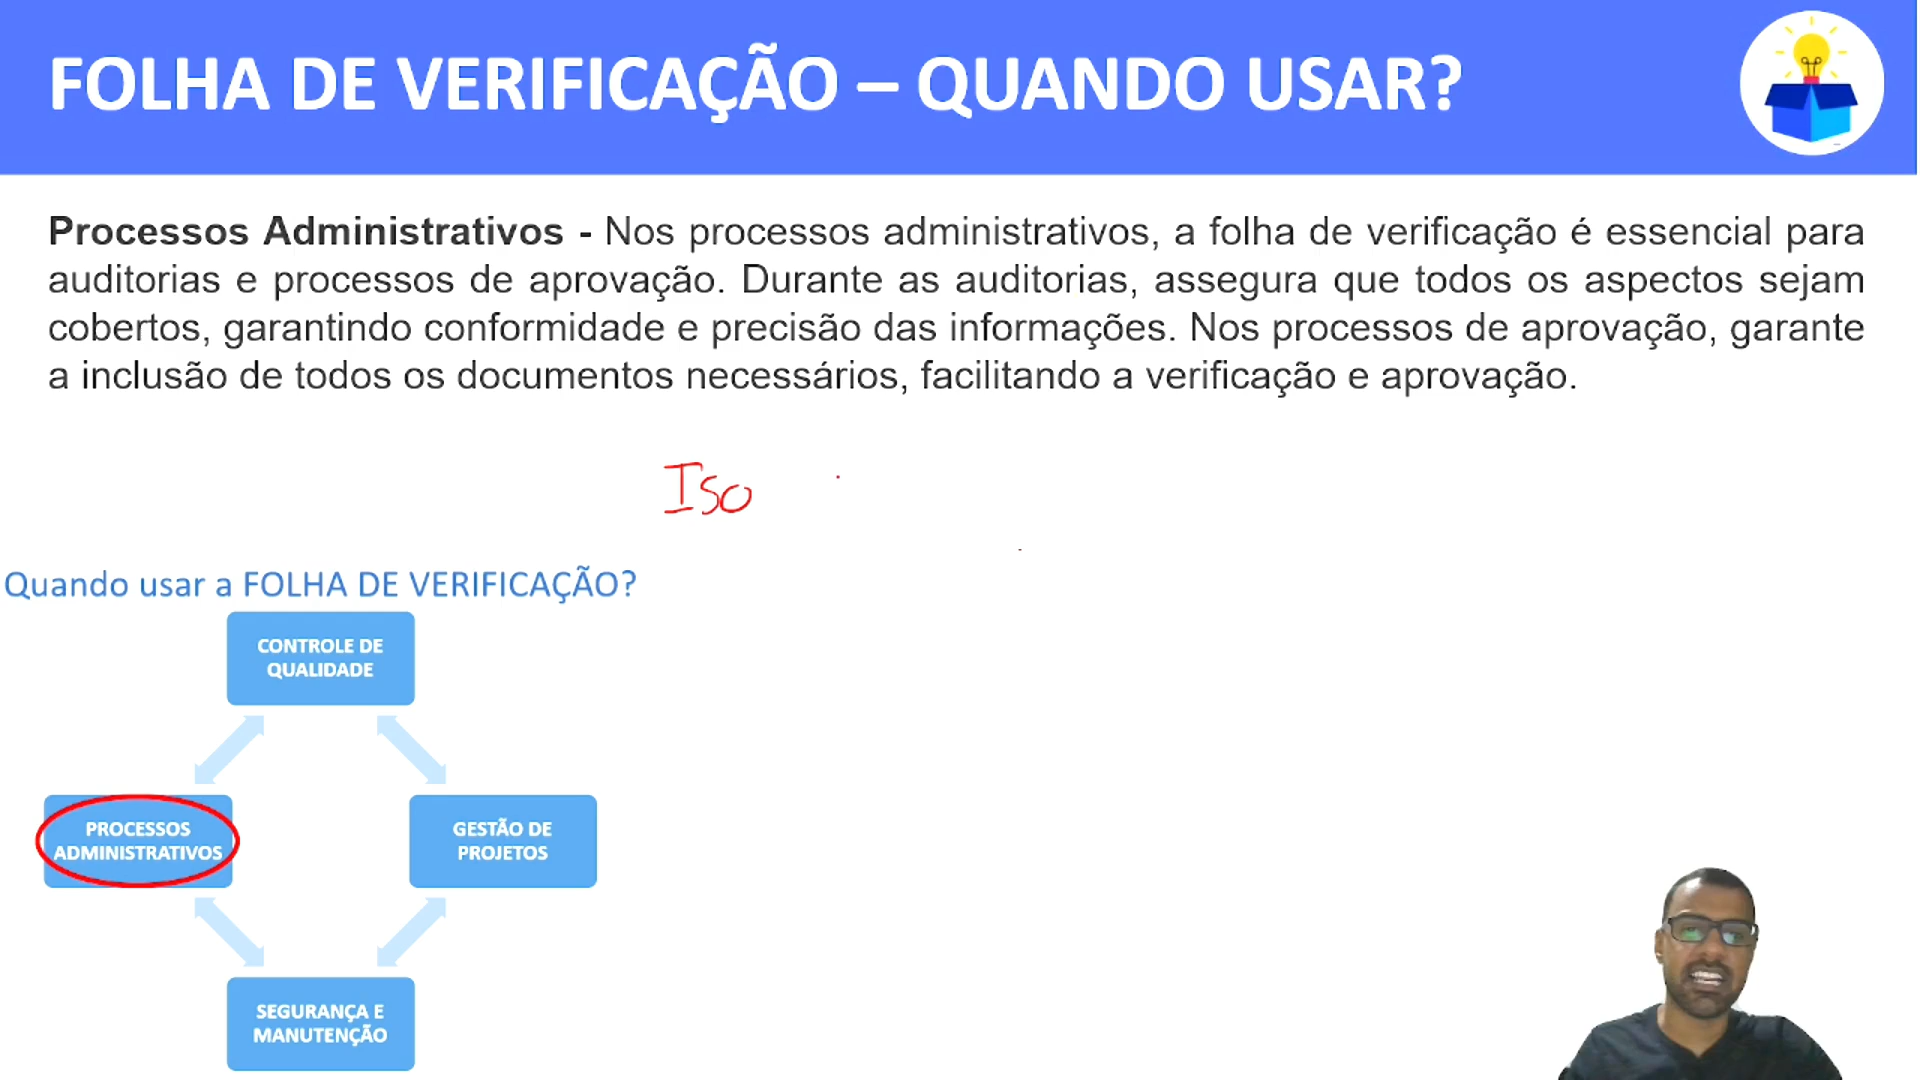 FOLHA DE VERIFICAÇÃO – QUANDO USAR?
Processos Administrativos - Nos processos administrativos, a folha de verificação é essencial para
auditorias e processos de aprovação. Durante as auditorias, assegura que todos os aspectos sejam
cobertos, garantindo conformidade e precisão das informações. Nos processos de aprovação, garante
a inclusão de todos os documentos necessários, facilitando a verificação e aprovação.
Iso
Quando usar a FOLHA DE VERIFICAÇÃO?
CONTROLE DE
QUALIDADE
PROCESSOS
ADMINISTRATIVOS
GESTÃO DE
PROJETOS
SEGURANÇA E
MANUTENÇÃO